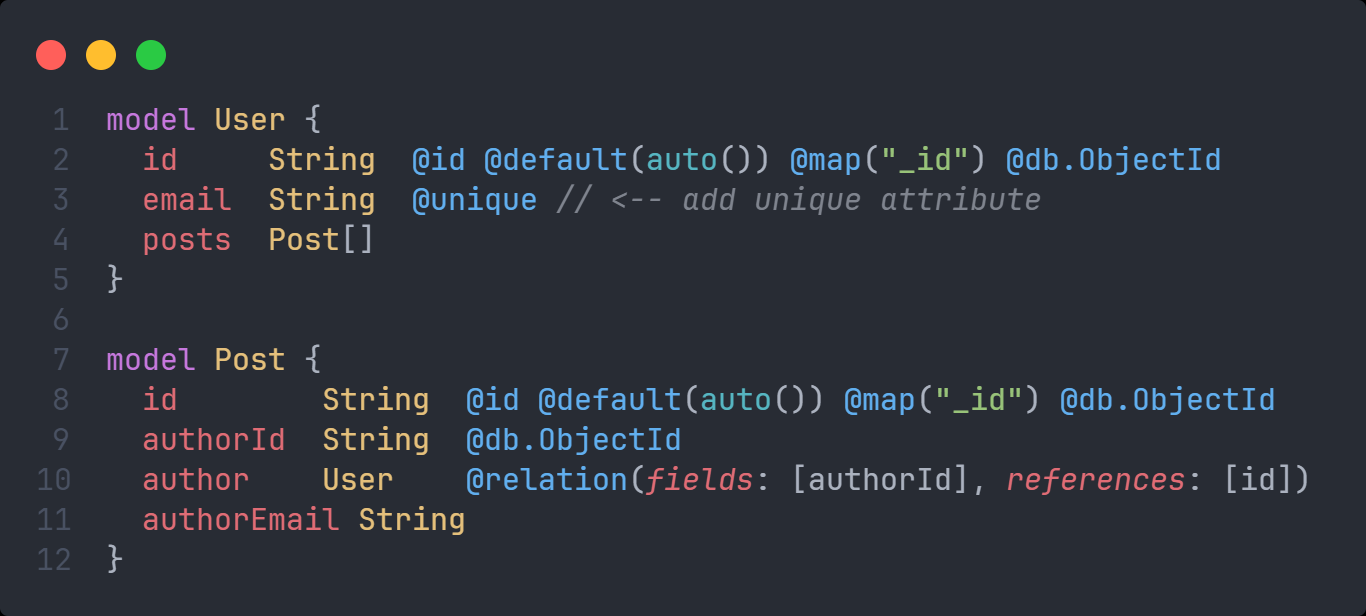 1 model User {
2   id     String  @id @default(auto()) @map("_id") @db.ObjectId
3   email  String  @unique // <-- add unique attribute
4   posts  Post[]
5 }
6
7 model Post {
8   id        String  @id @default(auto()) @map("_id") @db.ObjectId
9   authorId  String  @db.ObjectId
10   author    User    @relation(fields: [authorId], references: [id])
11   authorEmail String
12 }